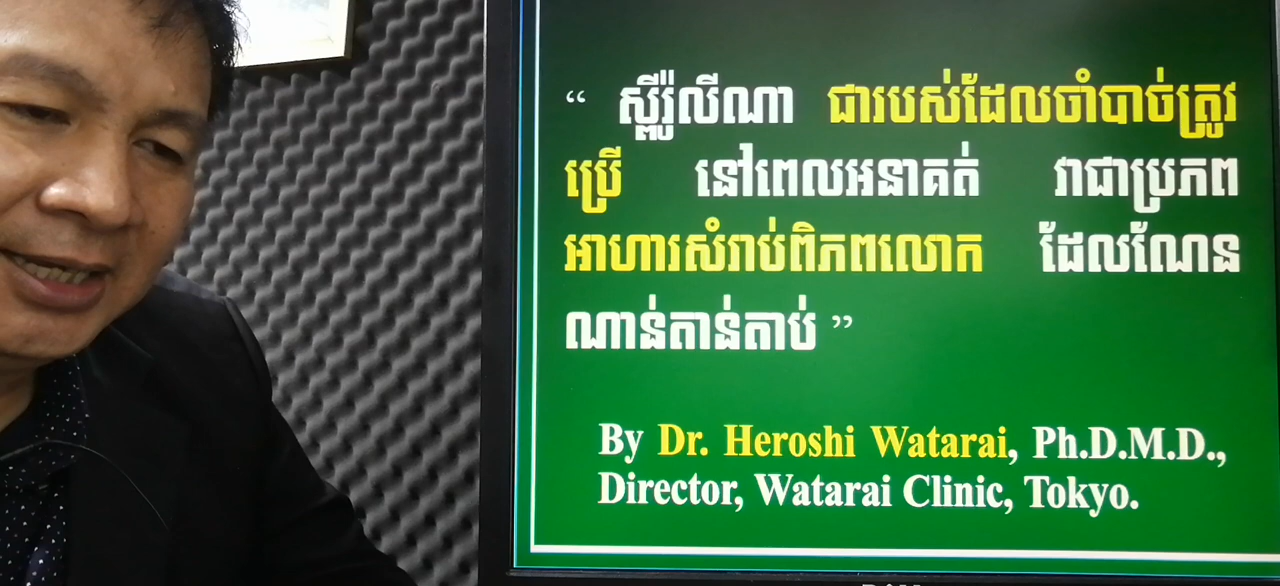 “ ស្ពីរ៉ូលីណា ជារបស់ដែលចាំបាច់ត្រូវ
ប្រើ នៅពេលអនាគត់ វាជាប្រភព
អាហារសំរាប់ពិភពលោក ដែលណែន
ណាន់តាន់តាប់ ”
By Dr. Heroshi Watarai, Ph.D.M.D.,
Director, Watarai Clinic, Tokyo.